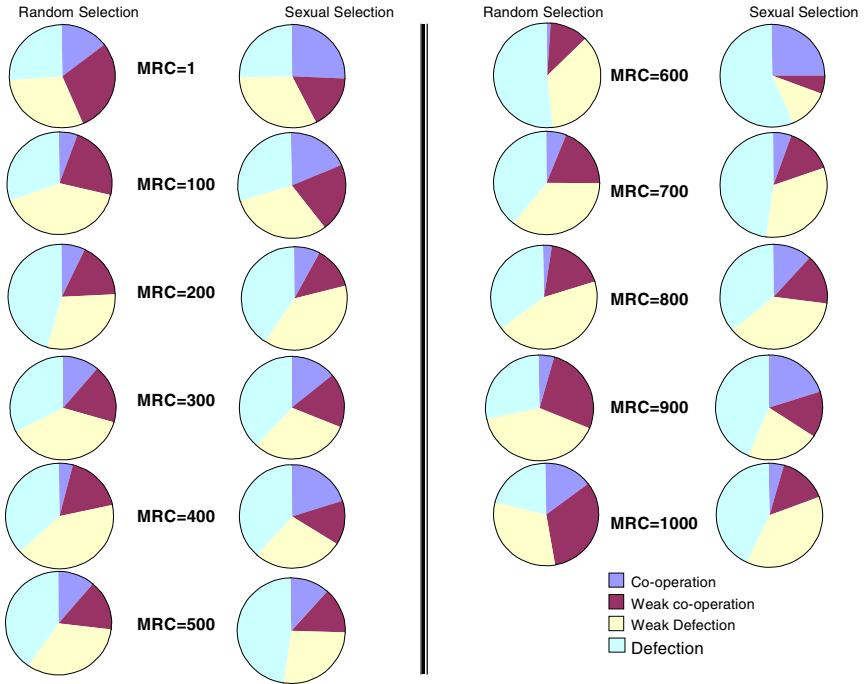 Random Selection
Sexual Selection
MRC=1
MRC=100
MRC=200
MRC=300
MRC=400
MRC=500
Random Selection
Sexual Selection
MRC=600
MRC=700
MRC=800
MRC=900
MRC=1000
Co-operation
Weak co-operation
Weak Defection
Defection